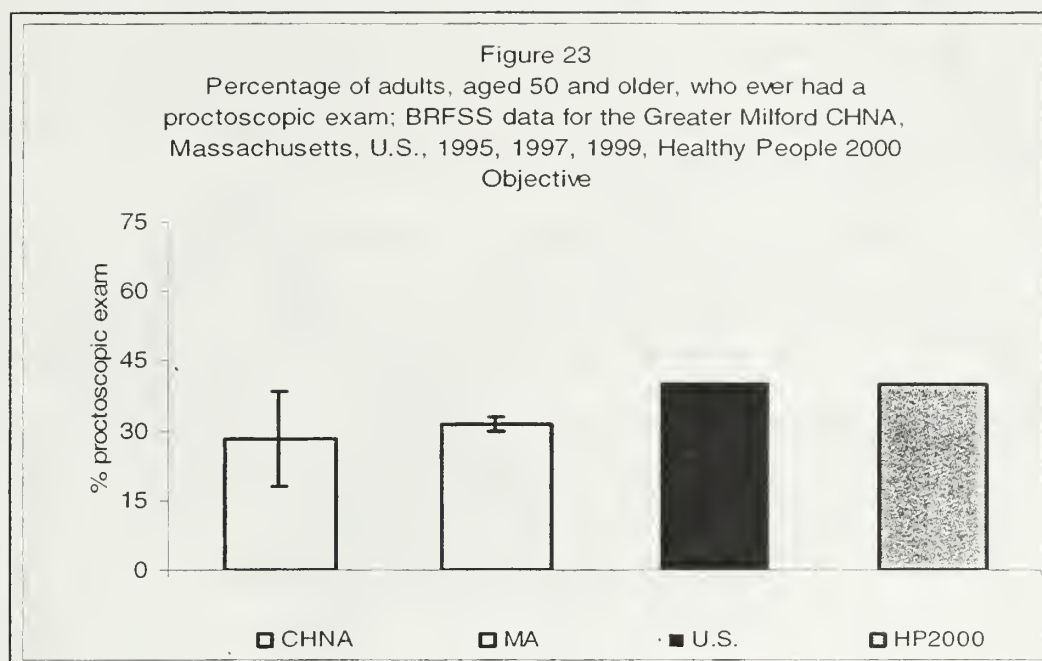 Figure 23
Percentage of adults, aged 50 and older, who ever had a
proctoscopic exam; BRFSS data for the Greater Milford CHNA,
Massachusetts, U.S., 1995, 1997, 1999, Healthy People 2000
Objective
75
60
45
30
15
0
% proctoscopic exam
CHNA MA U.S. HP2000